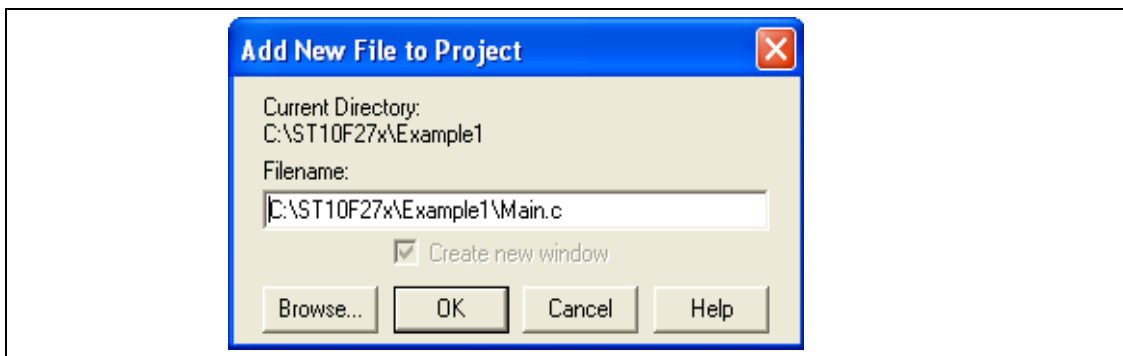 Add New File to Project
Current Directory:
C:\ST10F27x\Example1
Filename:
C:\ST10F27x\Example1\Main.c
Create new window
Browse... OK Cancel Help